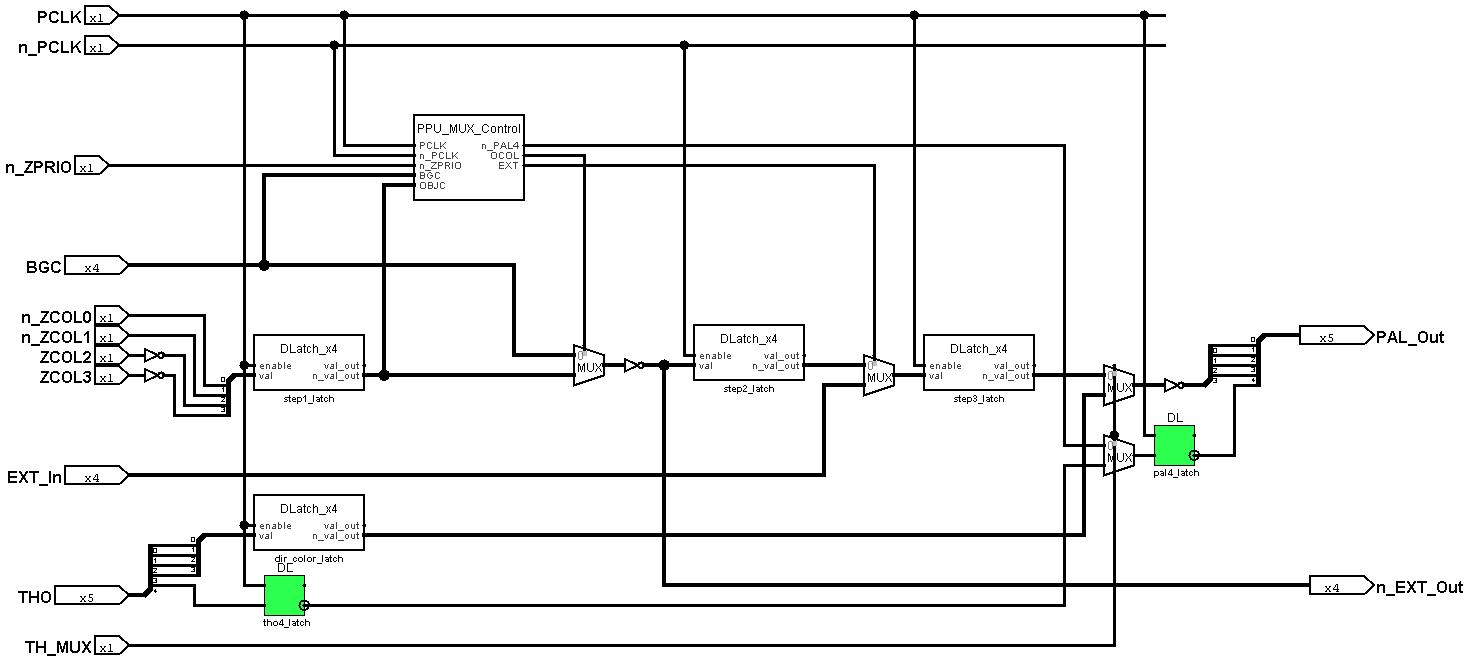 PCLK x1
n_PCLK x1
PPU_MUX_Control
PCLK n_PAL4
n_PCLK OCOL
n_ZPRIO EXT
BGC
OBJC
n_ZPRIO x1
BGC x4
n_ZCOL0 x1
n_ZCOL1 x1
ZCOL2 x1
ZCOL3 x1
0
1
2
3
DLatch_x4
enable val_out
val n_val_out
step1_latch
0
MUX
DLatch_x4
enable val_out
val n_val_out
step2_latch
0
MUX
DLatch_x4
enable val_out
val n_val_out
step3_latch
0
MUX
0
1
2
3
0
1
2
3
4
x5 PAL_Out
0
MUX
DL
pal4_latch
EXT_In x4
DLatch_x4
enable val_out
val n_val_out
dir_color_latch
0
1
2
3
4
0
1
2
3
THO x5
DL
tho4_latch
x4 n_EXT_Out
TH_MUX x1